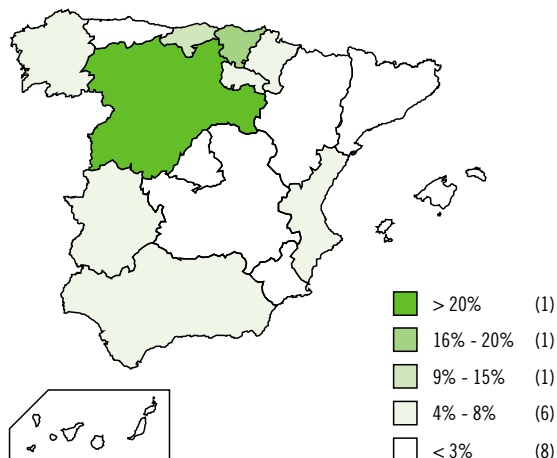 > 20% (1)
16% - 20% (1)
9% - 15% (1)
4% - 8% (6)
< 3% (8)